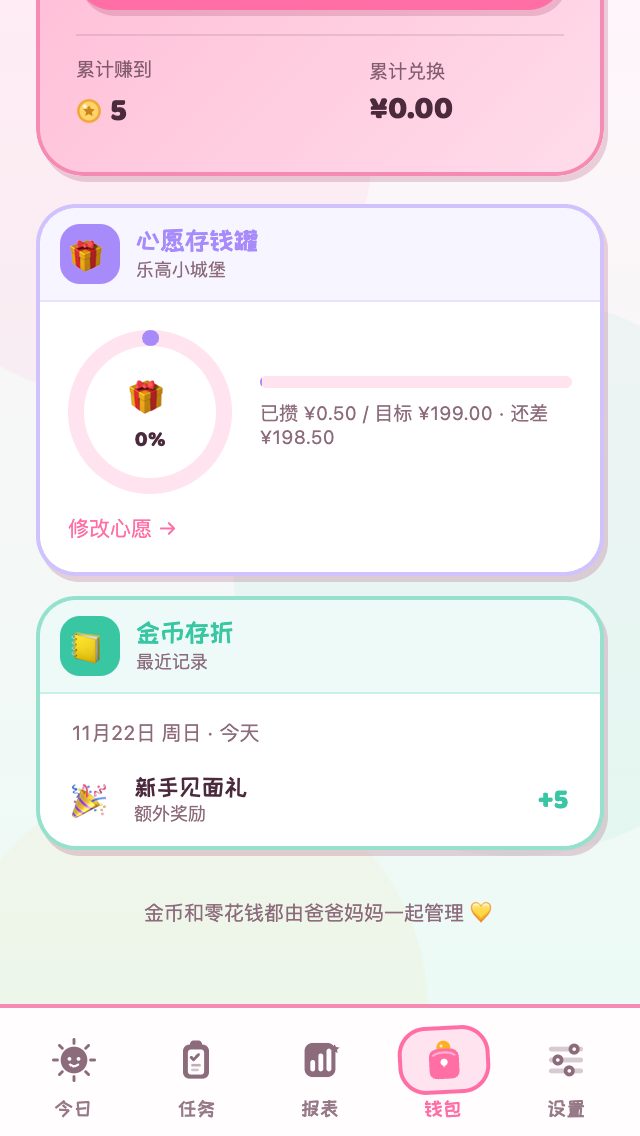 累计赚到
累计兑换
5
¥0.00
心愿存钱罐
乐高小城堡
0%
已攒 ¥0.50 / 目标 ¥199.00 · 还差
¥198.50
修改心愿 →
金币存折
最近记录
11月22日 周日 · 今天
新手见面礼
额外奖励
+5
金币和零花钱都由爸爸妈妈一起管理 💛
今日
任务
报表
钱包
设置